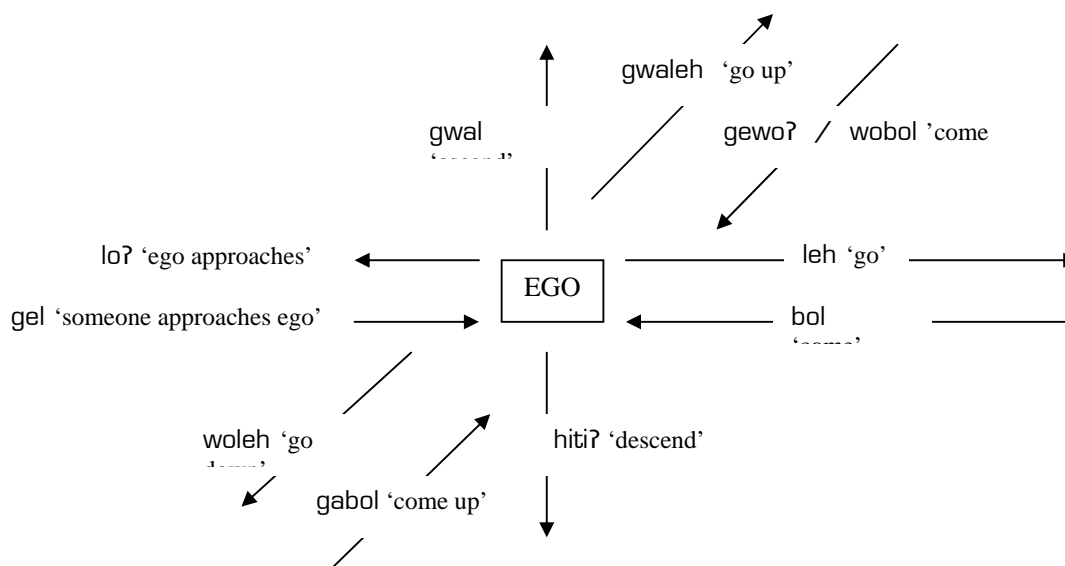 gwaleh ‘go up’
gwal
gewoʔ / wobol ’come
loʔ ‘ego approaches’
leh ‘go’
EGO
gel ‘someone approaches ego’
bol
woleh ‘go
hitiʔ ‘descend’
gabol ‘come up’